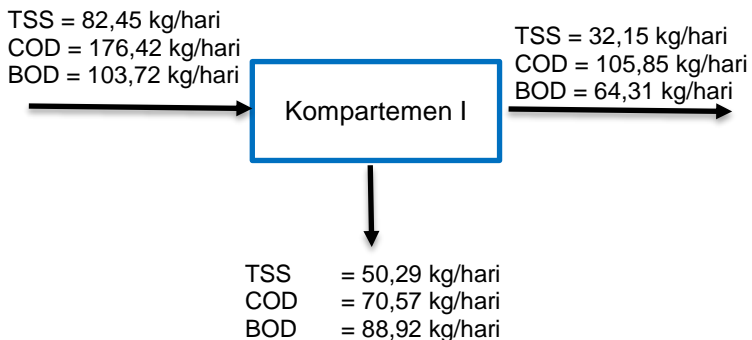 TSS = 82,45 kg/hari
COD = 176,42 kg/hari
BOD = 103,72 kg/hari
TSS = 32,15 kg/hari
COD = 105,85 kg/hari
BOD = 64,31 kg/hari
Kompartemen I
TSS = 50,29 kg/hari
COD = 70,57 kg/hari
BOD = 88,92 kg/hari